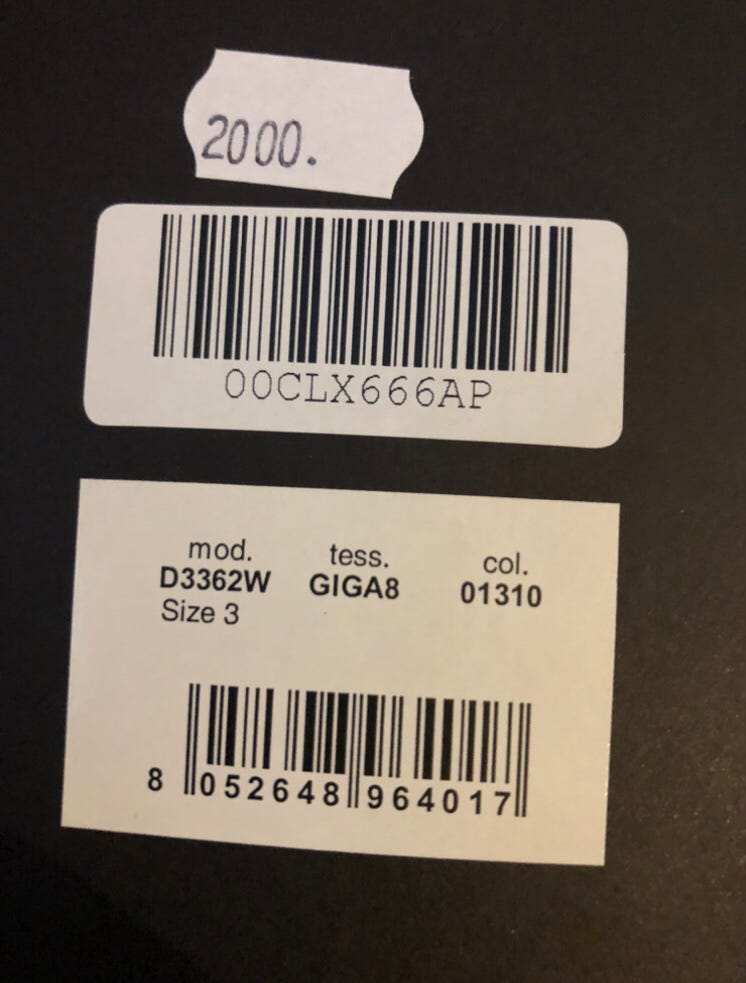 2000.
00CLX666AP
mod. tess. col.
D3362W GIGA8 01310
Size 3
8 052648 964017